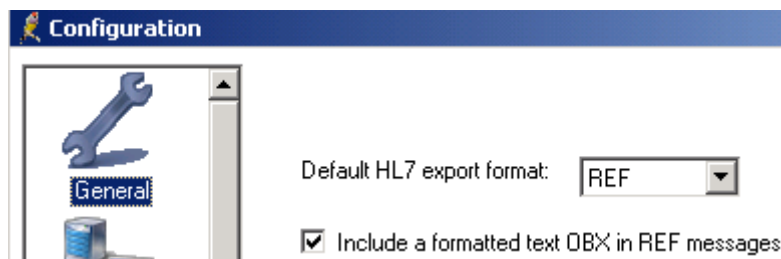 Configuration
Default HL7 export format: REF
General
Include a formatted text OBX in REF messages